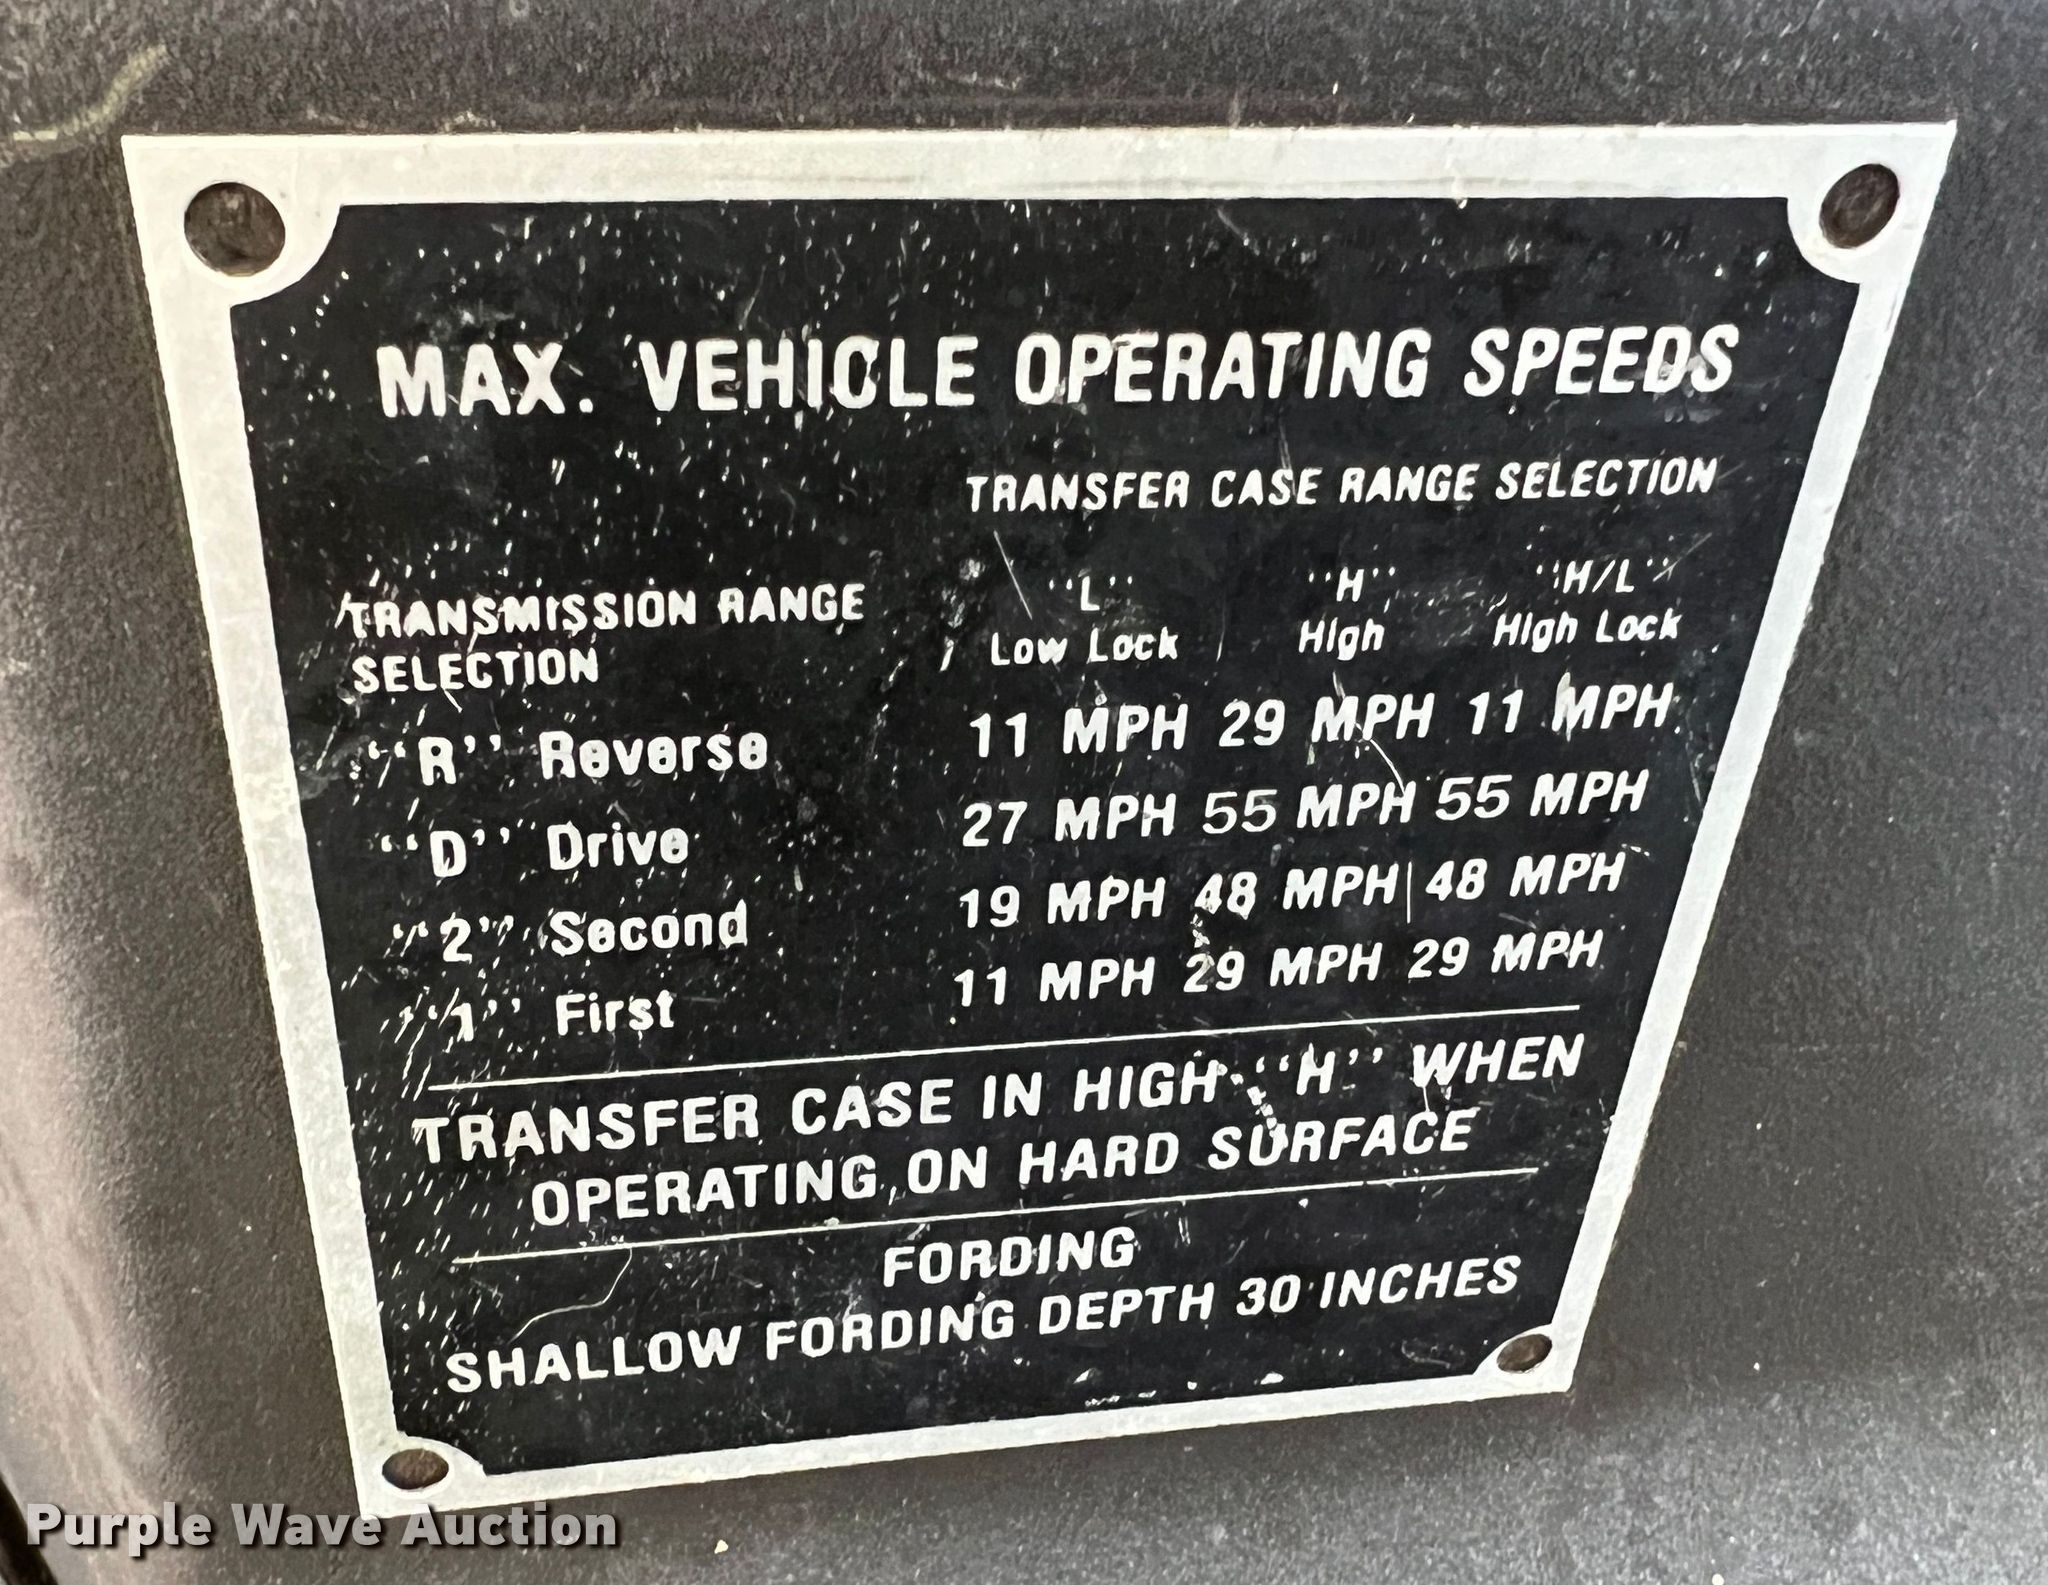 MAX. VEHICLE OPERATING SPEEDS
TRANSFER CASE RANGE SELECTION
TRANSMISSION RANGE SELECTION
"L" Low Lock
"H" High
"H/L" High Lock
"R" Reverse 11 MPH 29 MPH 11 MPH
"D" Drive 27 MPH 55 MPH 55 MPH
"2" Second 19 MPH 48 MPH 48 MPH
"1" First 11 MPH 29 MPH 29 MPH
TRANSFER CASE IN HIGH "H" WHEN
OPERATING ON HARD SURFACE
FORDING
SHALLOW FORDING DEPTH 30 INCHES
Purple Wave Auction